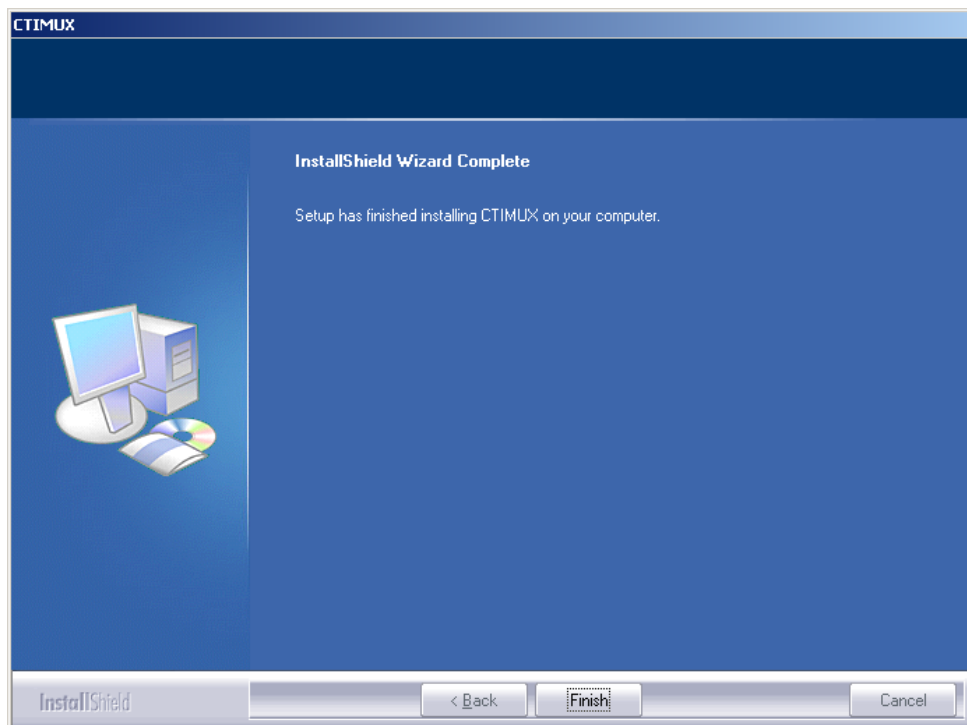 CTIMUX
InstallShield Wizard Complete
Setup has finished installing CTIMUX on your computer.
InstallShield
< Back
Finish
Cancel